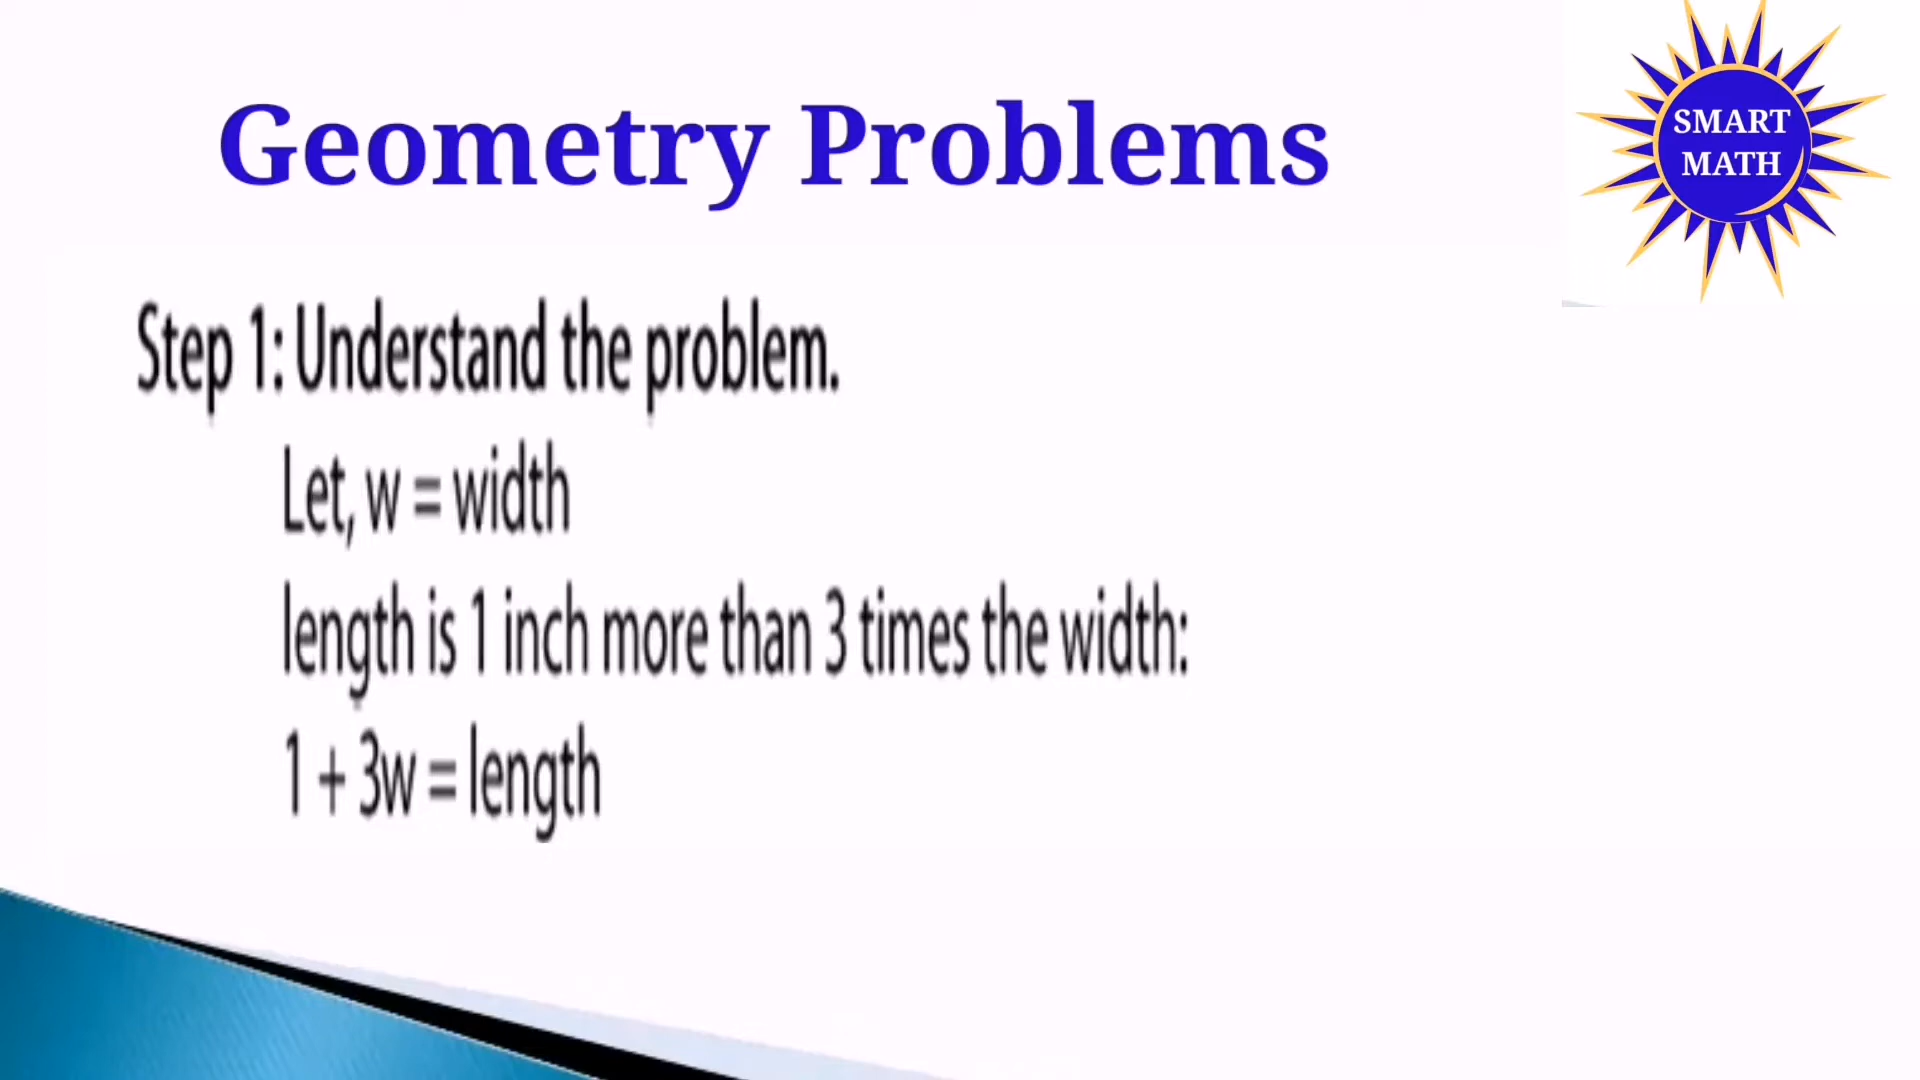 Geometry Problems
SMART
MATH
Step 1: Understand the problem.
Let, w = width
length is 1 inch more than 3 times the width:
1 + 3w = length